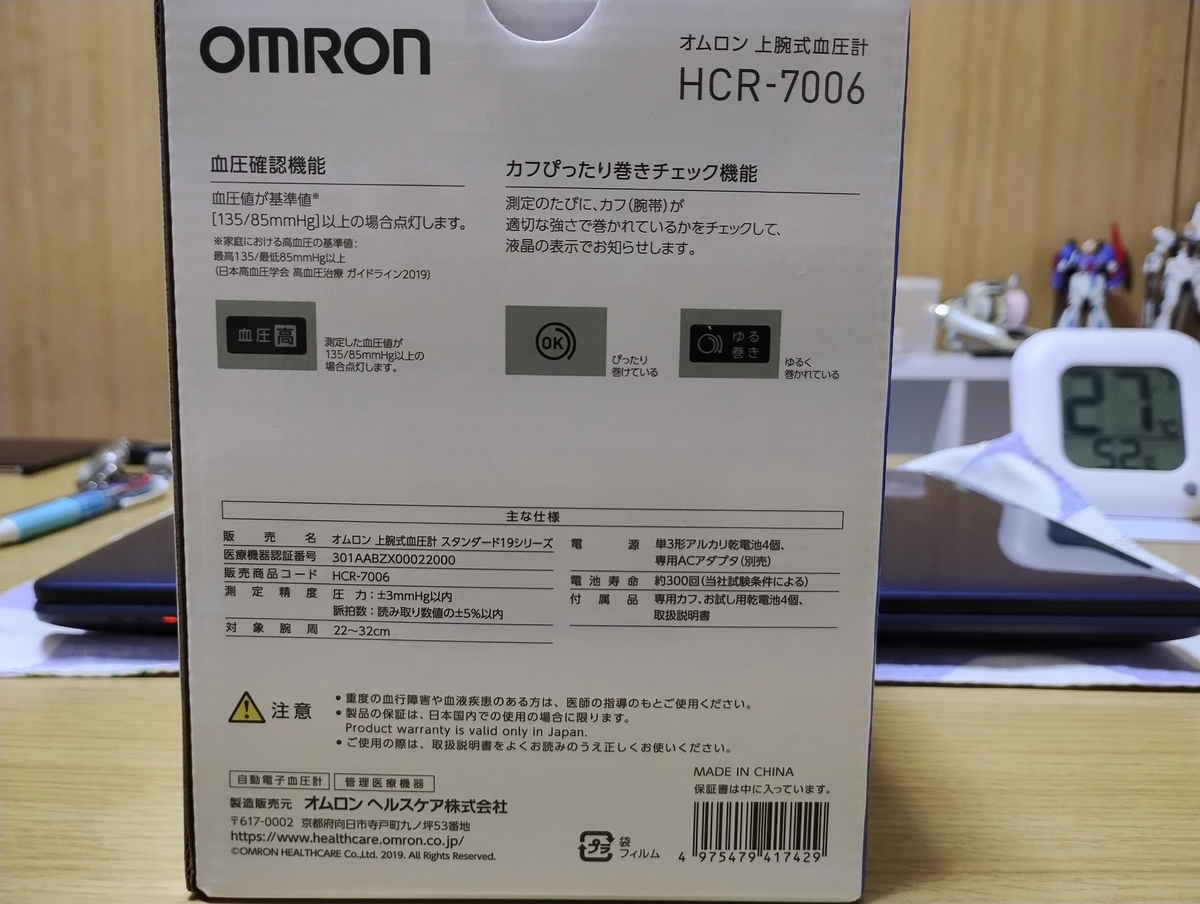 OMRON
オムロン 上腕式血圧計
HCR-7006
血圧確認機能
血圧値が基準値※
[135/85mmHg]以上の場合点灯します。
※家庭における高血圧の基準値:
最高135/最低85mmHg以上
(日本高血圧学会 高血圧治療 ガイドライン2019)
血圧高
測定した血圧値が
135/85mmHg以上の
場合点灯します。
カフぴったり巻きチェック機能
測定のたびに、カフ(腕帯)が
適切な強さで巻かれているかをチェックして、
液晶の表示でお知らせします。
OK
ぴったり
巻けている
ゆる
巻き
ゆるく
巻かれている
主な仕様
販売名 オムロン 上腕式血圧計 スタンダード19シリーズ
医療機器認証番号 301AABZX00022000
販売商品コード HCR-7006
測定精度 圧 力:±3mmHg以内
脈拍数:読み取り数値の±5%以内
対象腕周 22〜32cm
電源 単3形アルカリ乾電池4個、
専用ACアダプタ(別売)
電池寿命 約300回(当社試験条件による)
付属品 専用カフ、お試し用乾電池4個、
取扱説明書
注意
•重度の血行障害や血液疾患のある方は、医師の指導のもとご使用ください。
•製品の保証は、日本国内での使用の場合に限ります。
Product warranty is valid only in Japan.
•ご使用の際は、取扱説明書をよくお読みのうえ正しくお使いください。
自動電子血圧計 管理医療機器
製造販売元 オムロン ヘルスケア株式会社
〒617-0002 京都府向日市寺戸町九ノ坪53番地
https://www.healthcare.omron.co.jp/
©OMRON HEALTHCARE Co.,Ltd. 2019. All Rights Reserved.
プラ
袋
フィルム
MADE IN CHINA
保証書は中に入っています。
4 975479 417429
27℃
52%